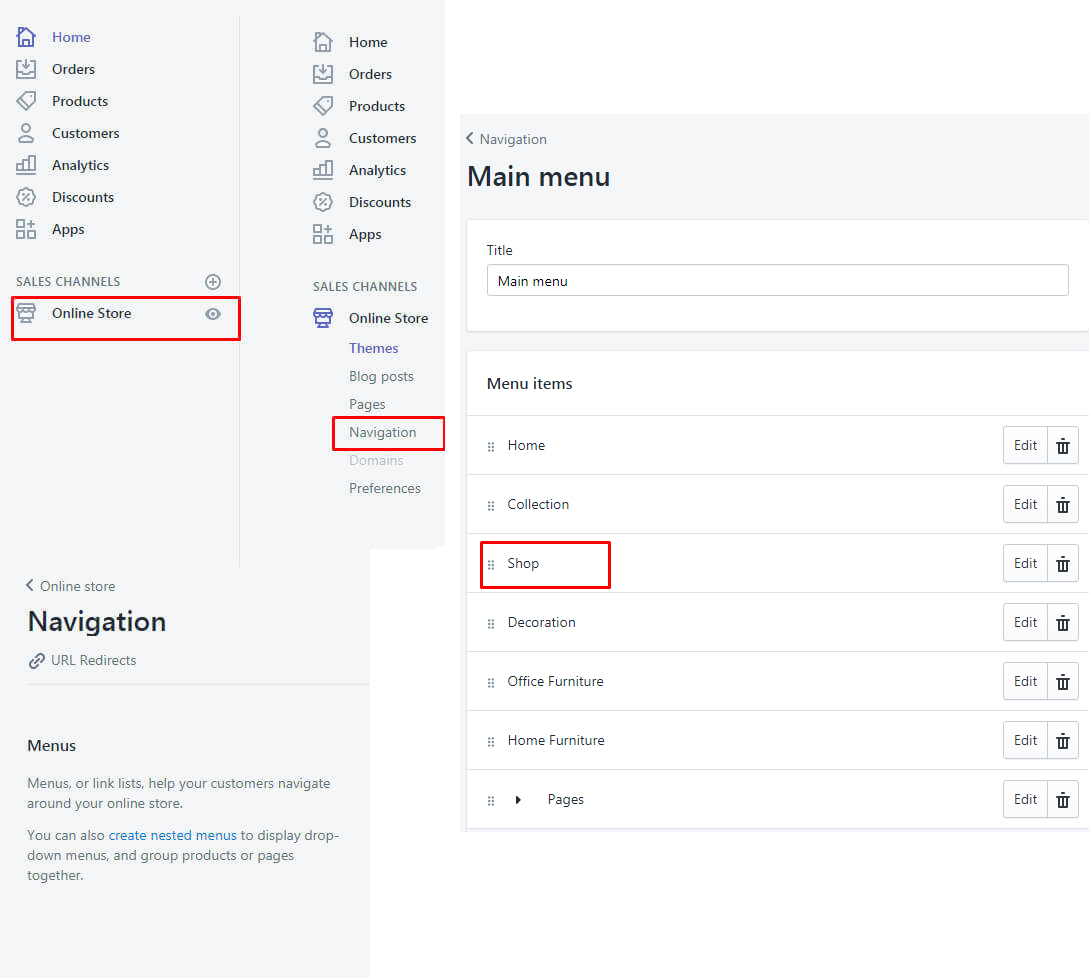 Home
Orders
Products
Customers
Analytics
Discounts
Apps
SALES CHANNELS
Online Store
Home
Orders
Products
Customers
Analytics
Discounts
Apps
SALES CHANNELS
Online Store
Themes
Blog posts
Pages
Navigation
Domains
Preferences
Online store
Navigation
URL Redirects
Menus
Menus, or link lists, help your customers navigate
around your online store.
You can also create nested menus to display drop-
down menus, and group products or pages
together.
Navigation
Main menu
Title
Main menu
Menu items
Home Edit
Collection Edit
Shop Edit
Decoration Edit
Office Furniture Edit
Home Furniture Edit
Pages Edit